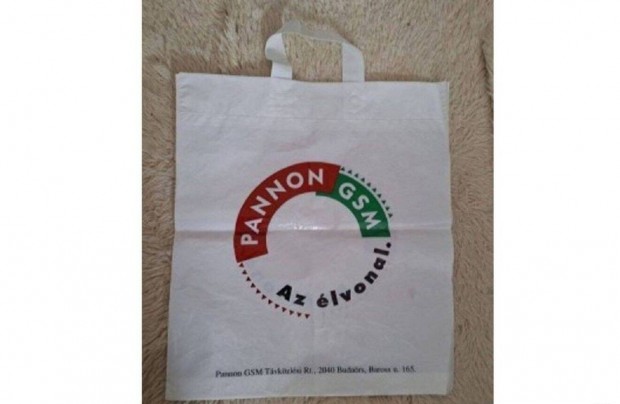 PANNON GSM
Az élvonal.
Pannon GSM Távközlési Rt., 2040 Budaörs, Baross u. 165.